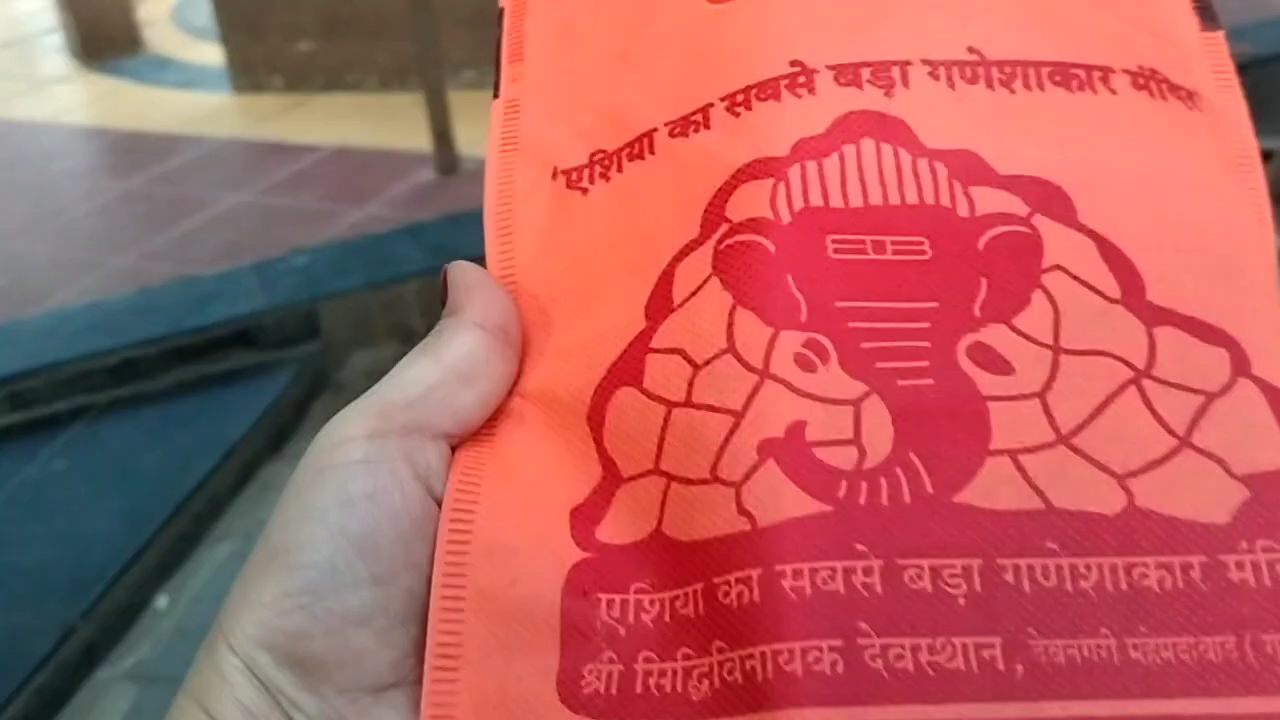 'एशिया का सबसे बड़ा गणेशाकार मंदिर
एशिया का सबसे बड़ा गणेशाकार
श्री सिद्धिविनायक देवस्थान,